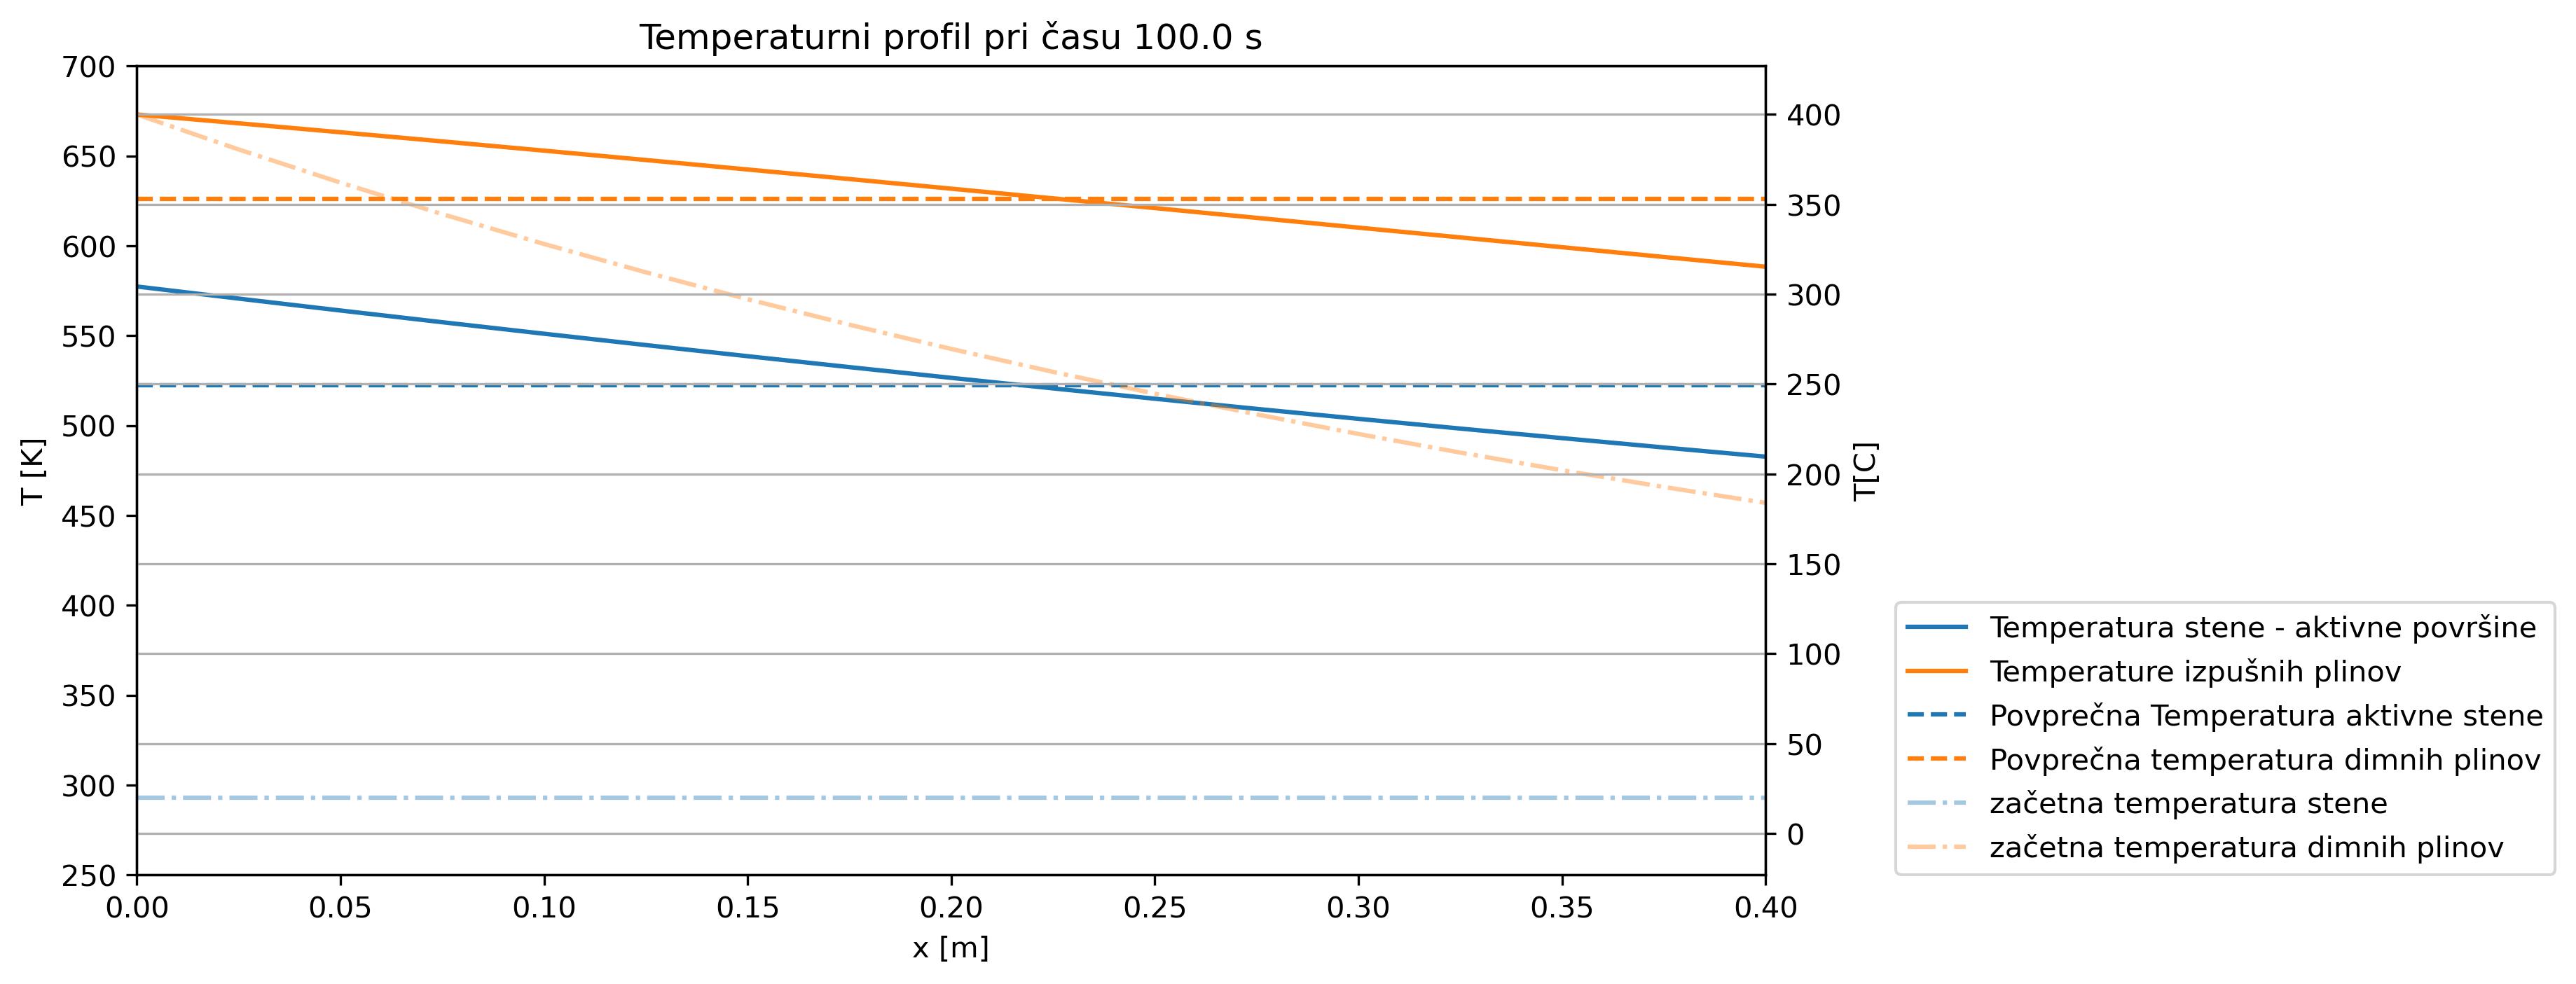 Temperaturni profil pri času 100.0 s
700
650
600
550
500
450
400
350
300
250
T [K]
400
350
300
250
200
150
100
50
0
T[C]
0.00 0.05 0.10 0.15 0.20 0.25 0.30 0.35 0.40
x [m]
Temperatura stene - aktivne površine
Temperature izpušnih plinov
Povprečna Temperatura aktivne stene
Povprečna temperatura dimnih plinov
začetna temperatura stene
začetna temperatura dimnih plinov